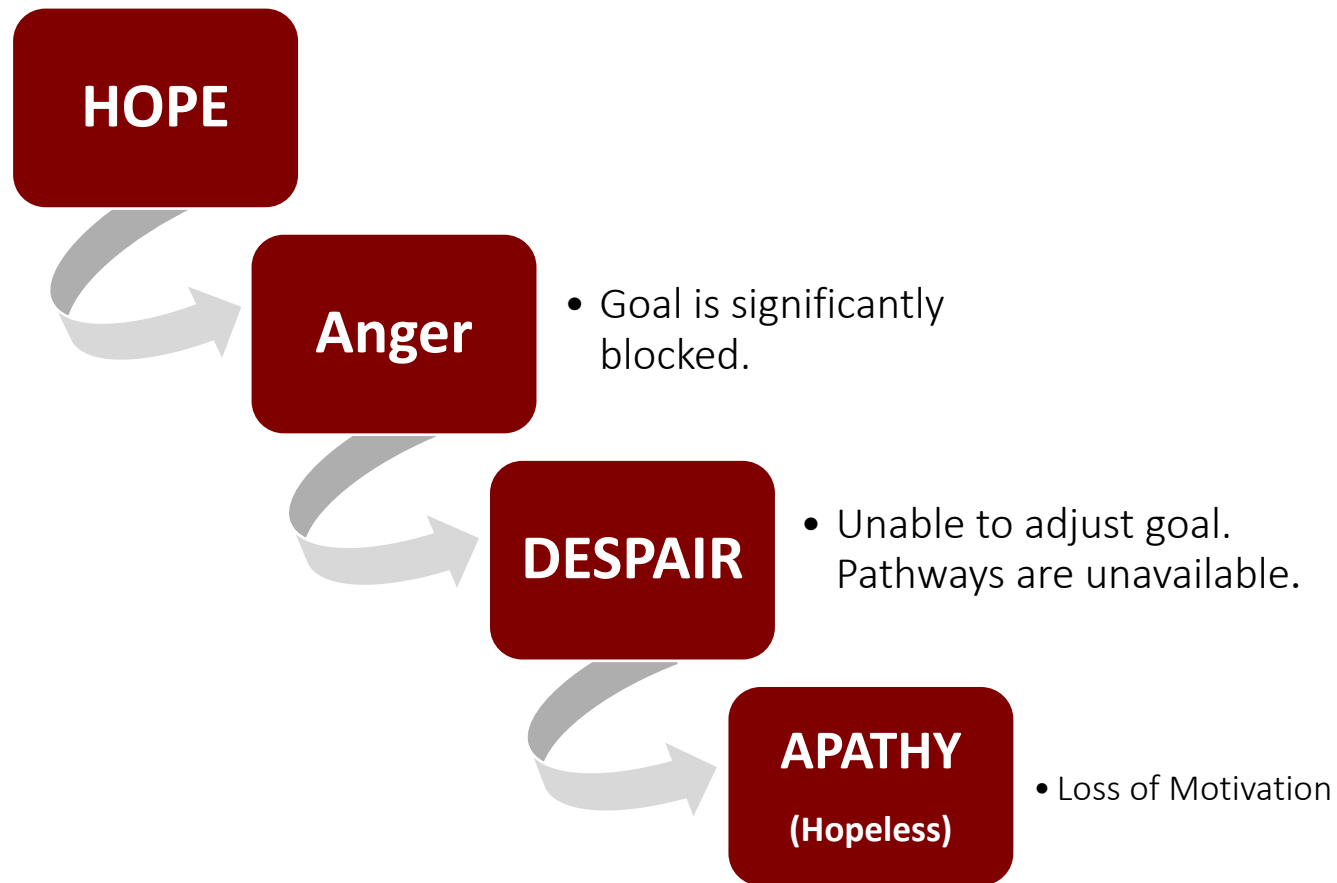 HOPE
Anger
• Goal is significantly
blocked.
DESPAIR
• Unable to adjust goal.
Pathways are unavailable.
APATHY
(Hopeless)
• Loss of Motivation